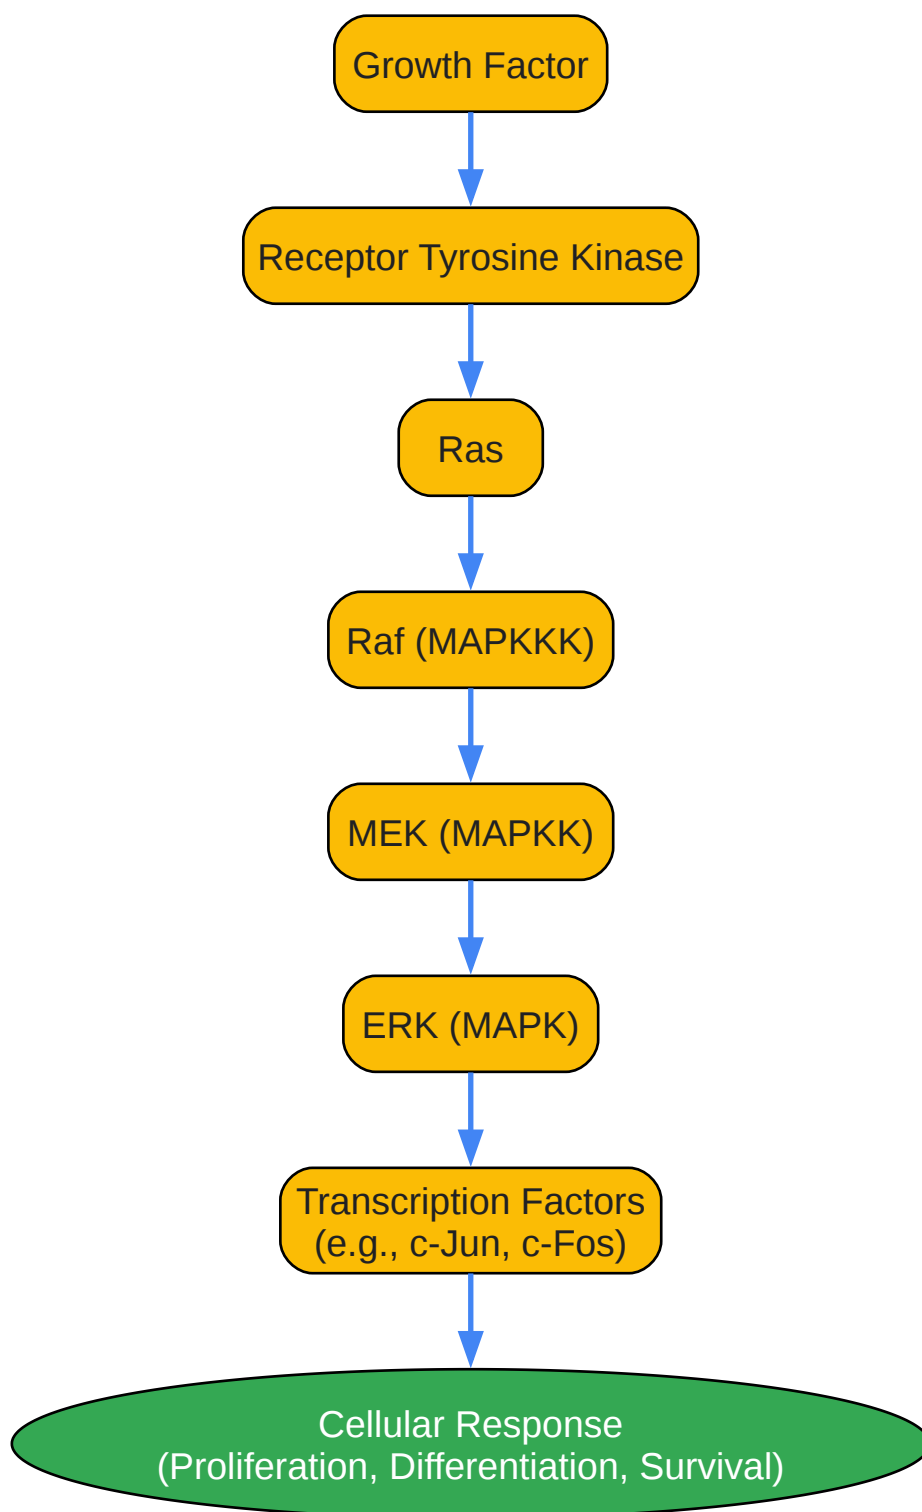 Growth Factor
Receptor Tyrosine Kinase
Ras
Raf (MAPKKK)
MEK (MAPKK)
ERK (MAPK)
Transcription Factors
(e.g., c-Jun, c-Fos)
Cellular Response
(Proliferation, Differentiation, Survival)